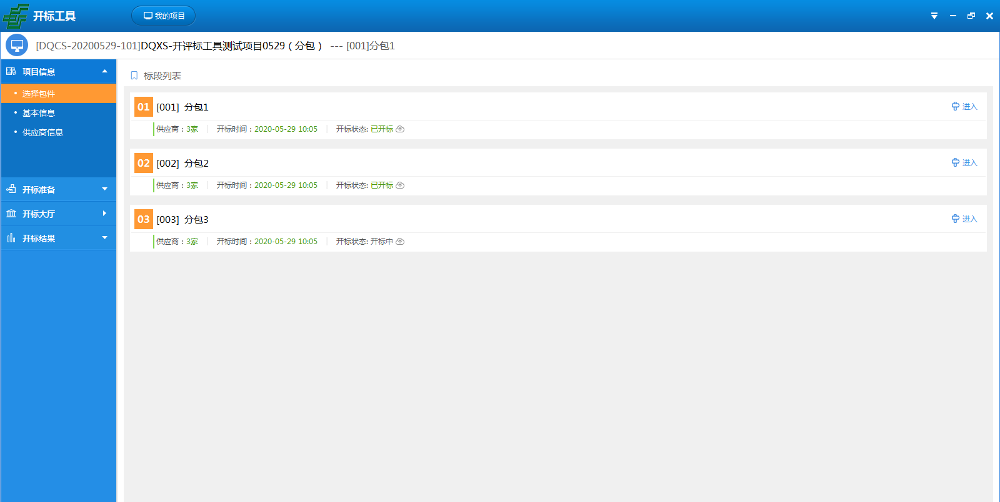 开标工具
我的项目
[DQCS-20200529-101]DQXS-开评标工具测试项目0529（分包） --- [001]分包1
项目信息
选择包件
基本信息
供应商信息
开标准备
开标大厅
开标结果
标段列表
01 [001] 分包1 进入
供应商：3家 | 开标时间：2020-05-29 10:05 | 开标状态: 已开标
02 [002] 分包2 进入
供应商：3家 | 开标时间：2020-05-29 10:05 | 开标状态: 已开标
03 [003] 分包3 进入
供应商：3家 | 开标时间：2020-05-29 10:05 | 开标状态: 开标中